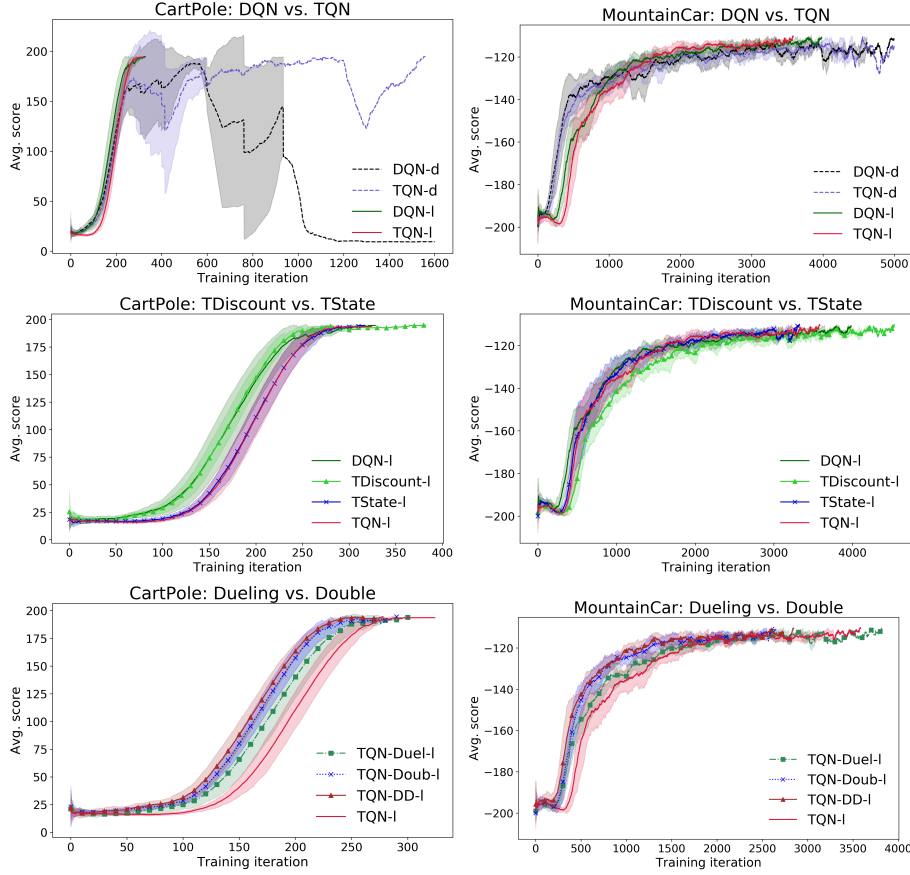 CartPole: DQN vs. TQN
Avg. score
200
150
100
50
0
DQN-d
TQN-d
DQN-l
TQN-l
0 200 400 600 800 1000 1200 1400 1600
Training iteration
MountainCar: DQN vs. TQN
Avg. score
−120
−140
−160
−180
−200
DQN-d
TQN-d
DQN-l
TQN-l
0 1000 2000 3000 4000 5000
Training iteration
CartPole: TDiscount vs. TState
Avg. score
200
175
150
125
100
75
50
25
0
DQN-l
TDiscount-l
TState-l
TQN-l
0 50 100 150 200 250 300 350 400
Training iteration
MountainCar: TDiscount vs. TState
Avg. score
−120
−140
−160
−180
−200
DQN-l
TDiscount-l
TState-l
TQN-l
0 1000 2000 3000 4000
Training iteration
CartPole: Dueling vs. Double
Avg. score
200
175
150
125
100
75
50
25
0
TQN-Duel-l
TQN-Doub-l
TQN-DD-l
TQN-l
0 50 100 150 200 250 300
Training iteration
MountainCar: Dueling vs. Double
Avg. score
−120
−140
−160
−180
−200
TQN-Duel-l
TQN-Doub-l
TQN-DD-l
TQN-l
0 500 1000 1500 2000 2500 3000 3500 4000
Training iteration